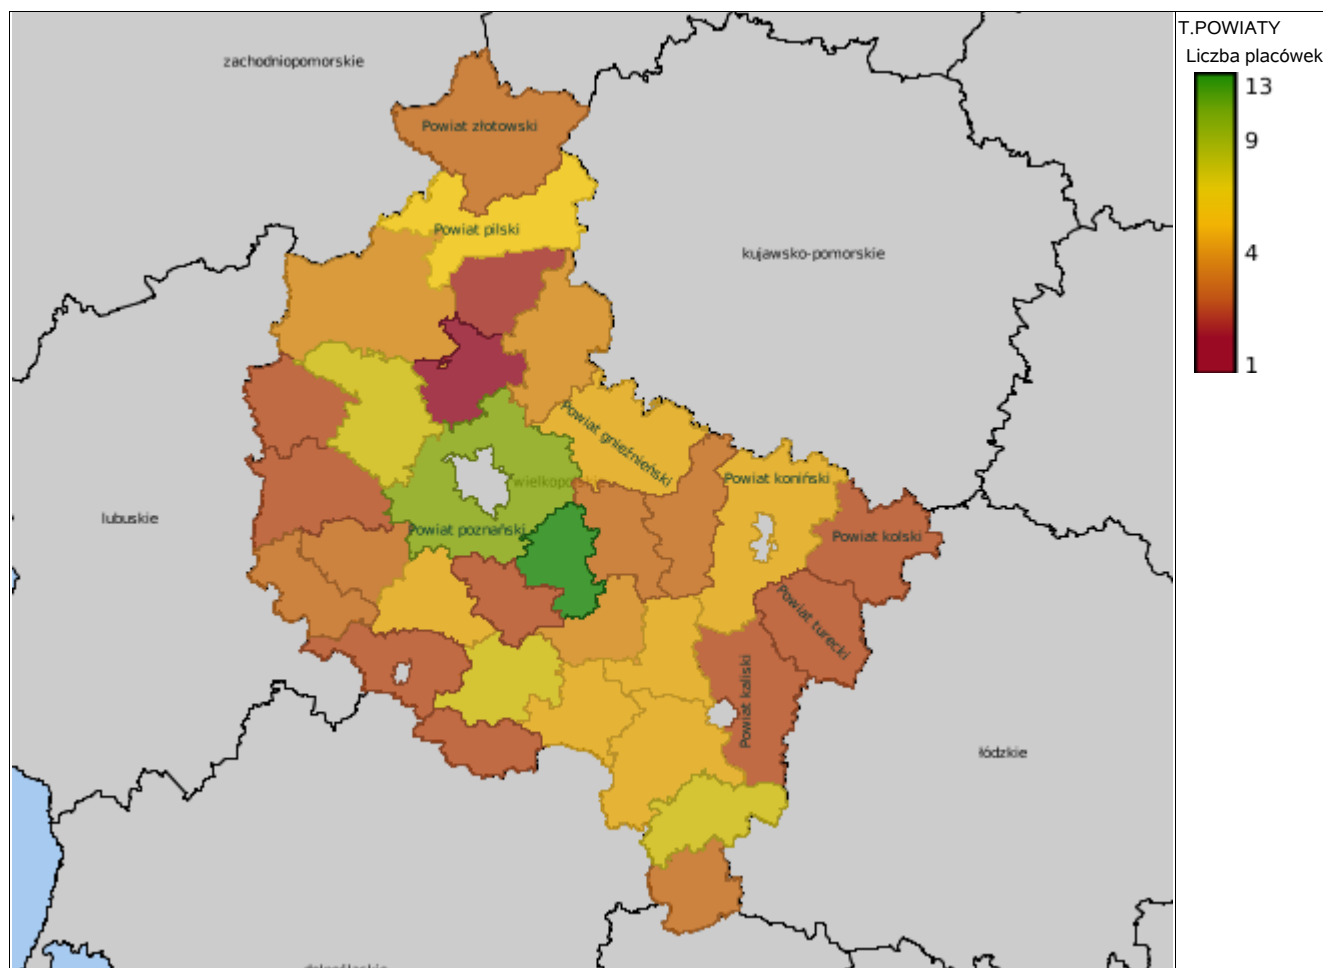 T.POWIATY
Liczba placówek
13
9
4
1
zachodniopomorskie
Powiat złotowski
Powiat pilski
kujawsko-pomorskie
Powiat gnieźnieński
Powiat koniński
wielkopolskie
lubuskie
Powiat poznański
Powiat kolski
Powiat turecki
Powiat kaliski
łódzkie